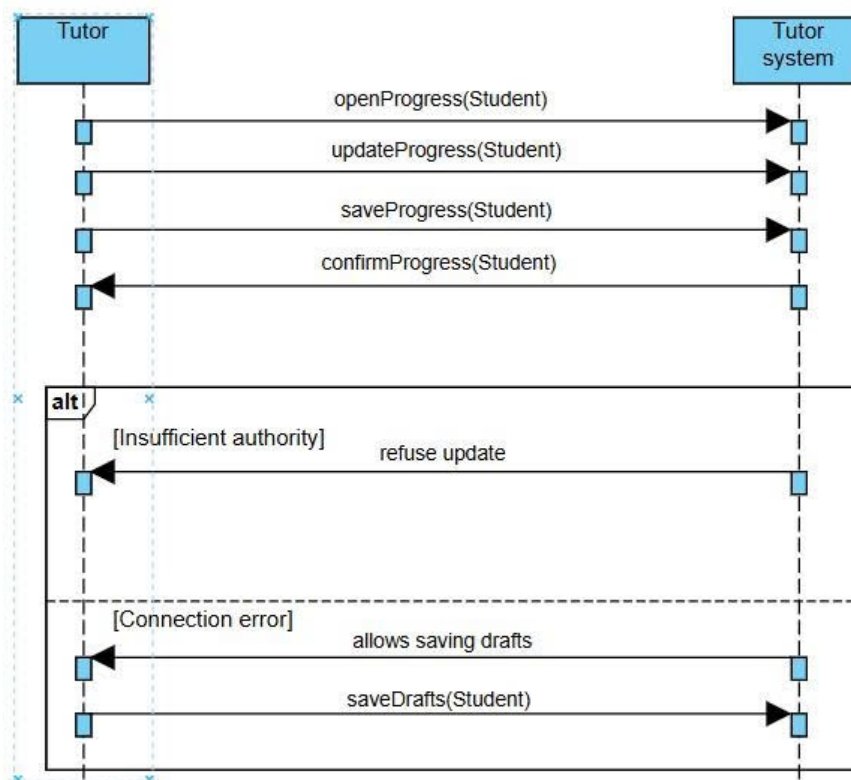 Tutor
Tutor
system
openProgress(Student)
updateProgress(Student)
saveProgress(Student)
confirmProgress(Student)
alt
[Insufficient authority]
refuse update
[Connection error]
allows saving drafts
saveDrafts(Student)